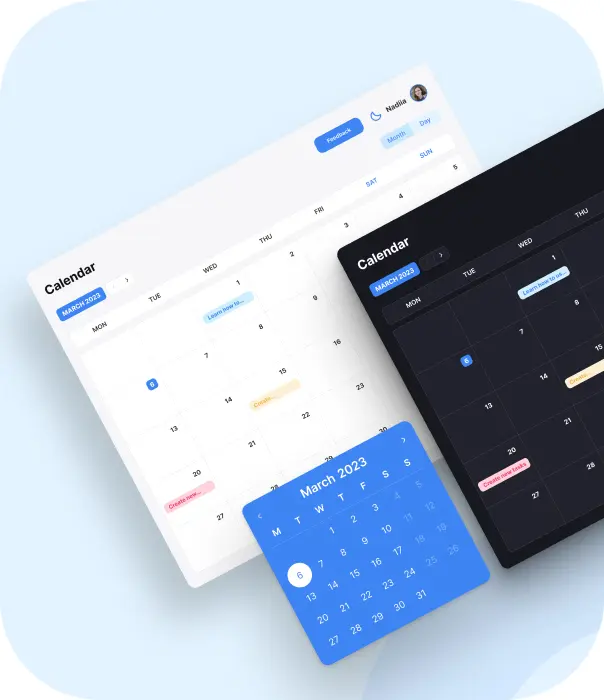 Nadiia
Feedback
Month Day
Calendar
MARCH 2023
MON TUE WED THU FRI SAT SUN
1 2 3 4 5
Learn how to...
6 7 8 9
13 14 15 16
Create...
20 21 22 23
Create new...
27 28 29 30
Calendar
MARCH 2023
MON TUE WED THU
1
Learn how to us...
6 7 8
13 14 15
Create...
20 21
Create new tasks
27 28
March 2023
M T W T F S S
1 2 3 4 5
6 7 8 9 10 11 12
13 14 15 16 17 18 19
20 21 22 23 24 25 26
27 28 29 30 31